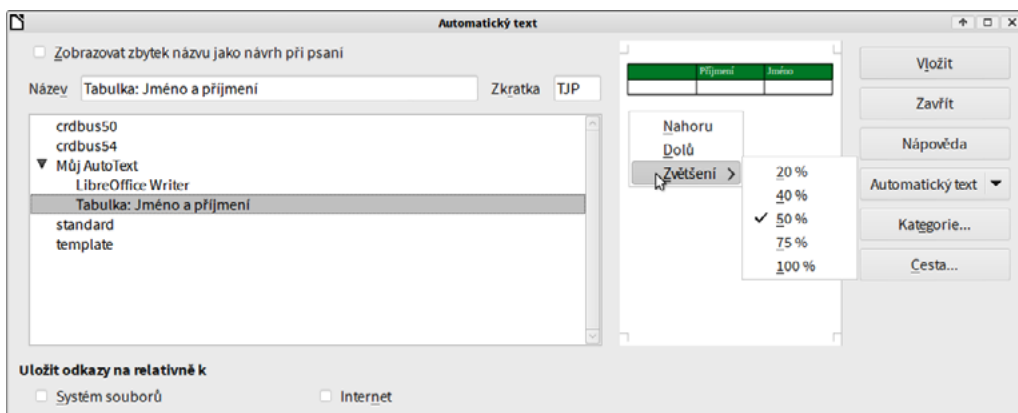 Automatický text
Zobrazovat zbytek názvu jako návrh při psaní
Název Tabulka: Jméno a příjmení Zkratka TJP
crdbus50
crdbus54
Můj AutoText
LibreOffice Writer
Tabulka: Jméno a příjmení
standard
template
Příjmení Jméno
Nahoru
Dolů
Zvětšení
20 %
40 %
50 %
75 %
100 %
Vložit
Zavřít
Nápověda
Automatický text
Kategorie...
Cesta...
Uložit odkazy na relativně k
Systém souborů Internet